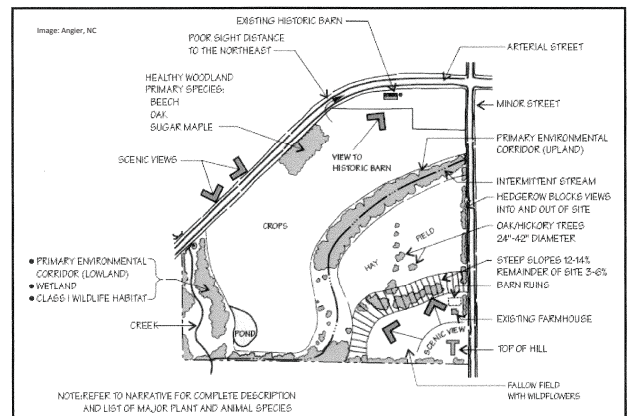 Image: Angier, NC
EXISTING HISTORIC BARN
POOR SIGHT DISTANCE
TO THE NORTHEAST
ARTERIAL STREET
HEALTHY WOODLAND
PRIMARY SPECIES:
BEECH
OAK
SUGAR MAPLE
MINOR STREET
SCENIC VIEWS
VIEW TO
HISTORIC BARN
PRIMARY ENVIRONMENTAL
CORRIDOR (UPLAND)
INTERMITTENT STREAM
HEDGEROW BLOCKS VIEWS
INTO AND OUT OF SITE
CROPS
OAK/HICKORY TREES
24"-42" DIAMETER
HAY FIELD
STEEP SLOPES 12-14%
REMAINDER OF SITE 3-6%
BARN RUINS
• PRIMARY ENVIRONMENTAL
CORRIDOR (LOWLAND)
• WETLAND
• CLASS I WILDLIFE HABITAT
EXISTING FARMHOUSE
CREEK
POND
SCENIC VIEW
TOP OF HILL
FALLOW FIELD
WITH WILDFLOWERS
NOTE:REFER TO NARRATIVE FOR COMPLETE DESCRIPTION
AND LIST OF MAJOR PLANT AND ANIMAL SPECIES